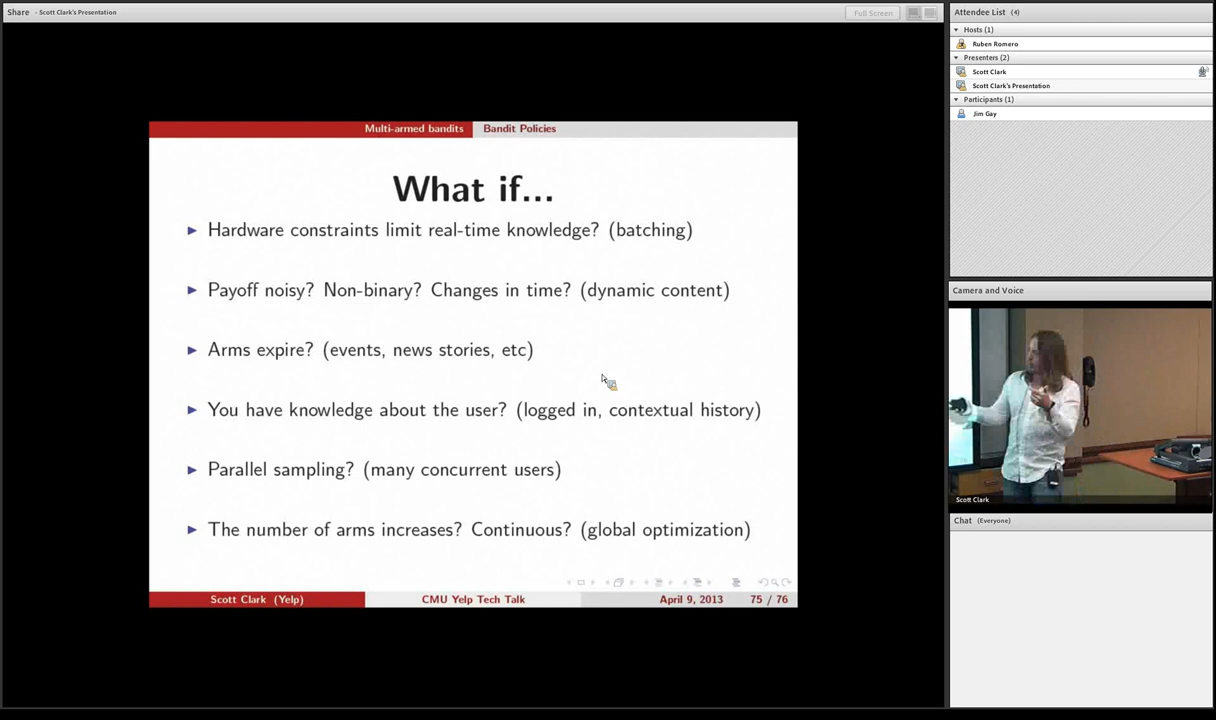 Share - Scott Clark's Presentation
Full Screen
Multi-armed bandits
Bandit Policies
What if...
Hardware constraints limit real-time knowledge? (batching)
Payoff noisy? Non-binary? Changes in time? (dynamic content)
Arms expire? (events, news stories, etc)
You have knowledge about the user? (logged in, contextual history)
Parallel sampling? (many concurrent users)
The number of arms increases? Continuous? (global optimization)
Scott Clark (Yelp)
CMU Yelp Tech Talk
April 9, 2013
75 / 76
Attendee List (4)
Hosts (1)
Ruben Romero
Presenters (2)
Scott Clark
Scott Clark's Presentation
Participants (1)
Jim Gay
Camera and Voice
Scott Clark
Chat (Everyone)